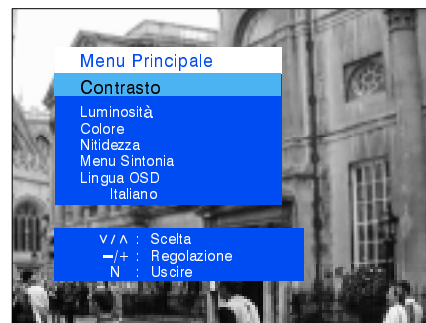 Menu Principale
Contrasto
Luminosità
Colore
Nitidezza
Menu Sintonia
Lingua OSD
Italiano
∨/∧ : Scelta
−/+ : Regolazione
N : Uscire